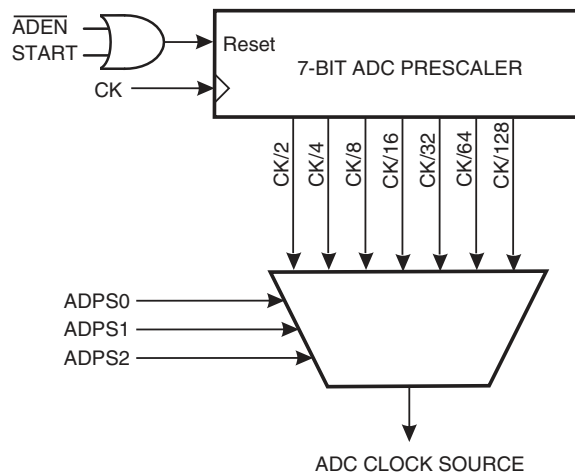 ADEN
START
Reset
7-BIT ADC PRESCALER
CK
CK/2
CK/4
CK/8
CK/16
CK/32
CK/64
CK/128
ADPS0
ADPS1
ADPS2
ADC CLOCK SOURCE